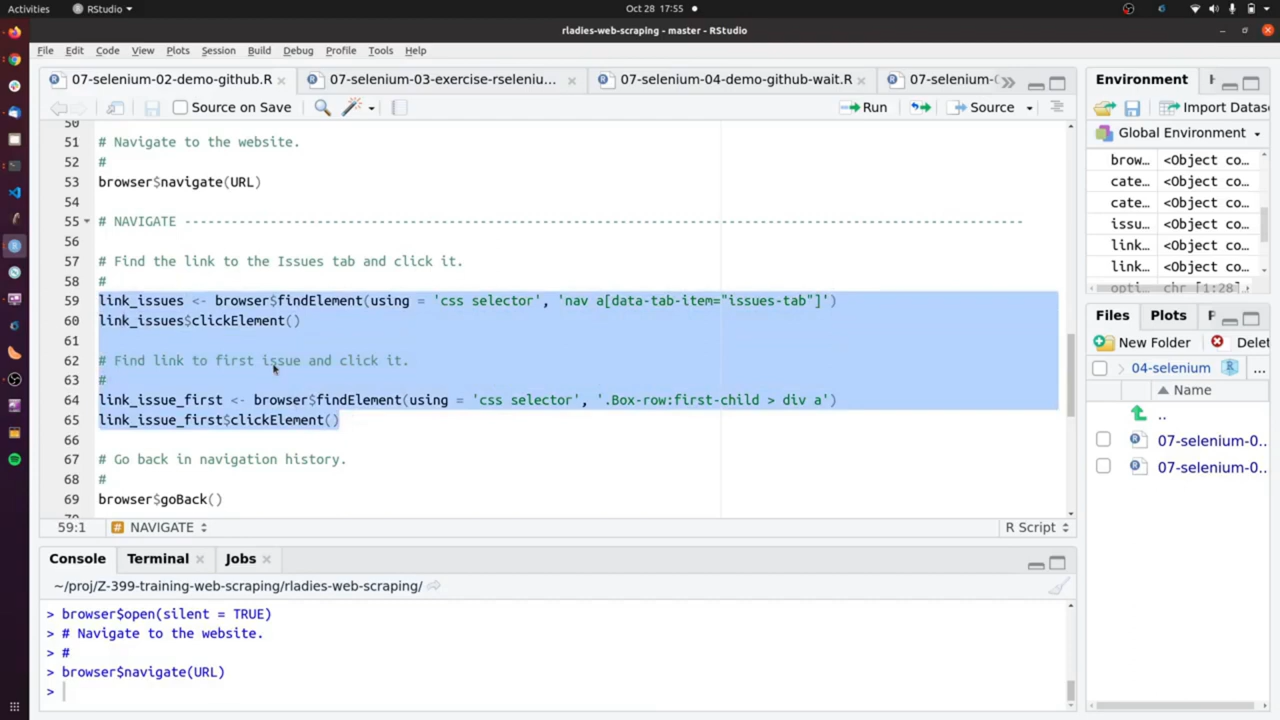 Activities RStudio Oct 28 17:55
rladies-web-scraping - master - RStudio
File Edit Code View Plots Session Build Debug Profile Tools Help
07-selenium-02-demo-github.R 07-selenium-03-exercise-rseleniu... 07-selenium-04-demo-github-wait.R 07-selenium-(
Source on Save Run Source
50
51 # Navigate to the website.
52 #
53 browser$navigate(URL)
54
55 # NAVIGATE ------------------------------------------------------------------------------------------------------------
56
57 # Find the link to the Issues tab and click it.
58 #
59 link_issues <- browser$findElement(using = 'css selector', 'nav a[data-tab-item="issues-tab"]')
60 link_issues$clickElement()
61
62 # Find link to first issue and click it.
63 #
64 link_issue_first <- browser$findElement(using = 'css selector', '.Box-row:first-child > div a')
65 link_issue_first$clickElement()
66
67 # Go back in navigation history.
68 #
69 browser$goBack()
59:1 # NAVIGATE R Script
Console Terminal Jobs
~/proj/Z-399-training-web-scraping/rladies-web-scraping/
> browser$open(silent = TRUE)
> # Navigate to the website.
> #
> browser$navigate(URL)
>
Environment
Import Datas
Global Environment
brow... <Object co...
cate... <Object co...
cate... <Object co...
issu... <Object co...
link... <Object co...
link... <Object co...
opti... chr [1:28]
Files Plots
New Folder Delet
04-selenium ...
Name
..
07-selenium-0..
07-selenium-0..